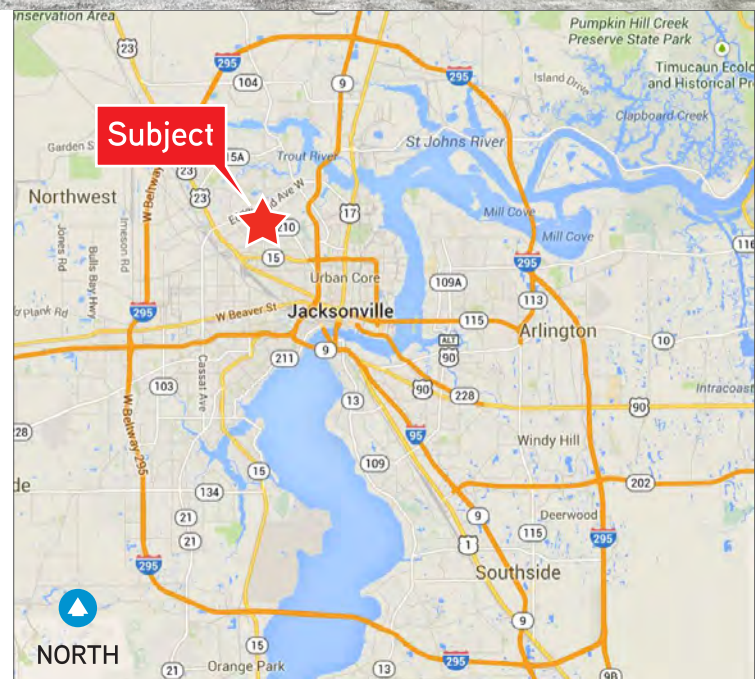 Pumpkin Hill Creek
Preserve State Park
23
295
104
9
295
Island Drive
Timucuan Ecolo
and Historical Pre
Clapboard Creek
Subject
Garden S
15A
Trout River
St Johns River
23
23
W Beltway
Northwest
210
17
Mill Cove
Mill Cove
Jones Rd
Bulls Bay Hwy
Imeson Rd
15
Urban Core
295
116
109A
113
W Beaver St
295
Jacksonville
115
Arlington
ALT
90
10
9
211
Cassat Ave
103
90
228
Intracoast
13
90
28
95
Windy Hill
W Beltway 295
15
109
202
de
134
9
Deerwood
21
115
21
1
295
295
Southside
NORTH
9
15
21
Orange Park
13
295
9B